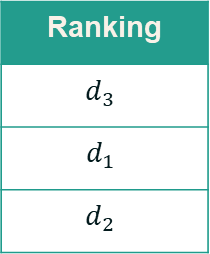 Ranking
d₃
d₁
d₂